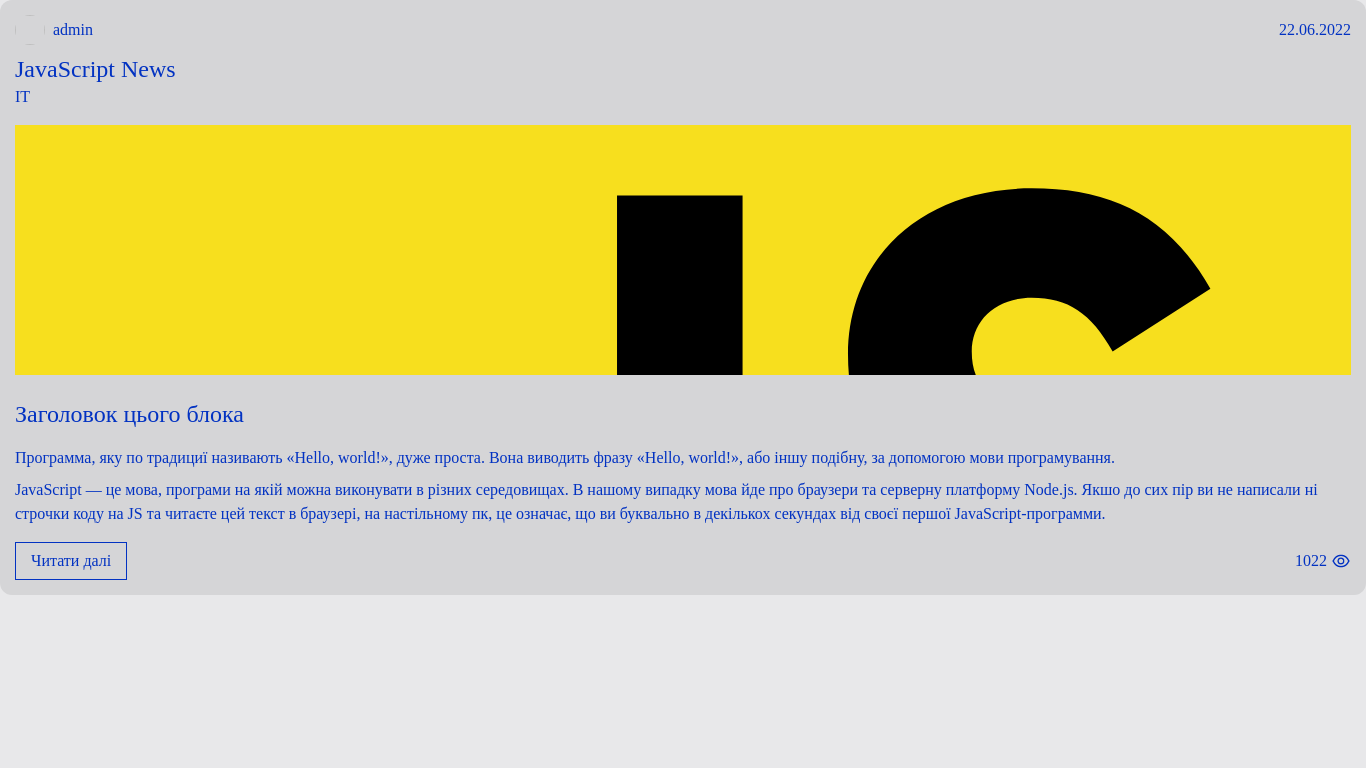 admin
22.06.2022
JavaScript News
IT
JS
Заголовок цього блока
Программа, яку по традициї називають «Hello, world!», дуже проста. Вона виводить фразу «Hello, world!», або іншу подібну, за допомогою мови програмування.
JavaScript — це мова, програми на якій можна виконувати в різних середовищах. В нашому випадку мова йде про браузери та серверну платформу Node.js. Якшо до сих пір ви не написали ні
строчки коду на JS та читаєте цей текст в браузері, на настільному пк, це означає, що ви буквально в декількох секундах від своєї першої JavaScript-программи.
Читати далі
1022